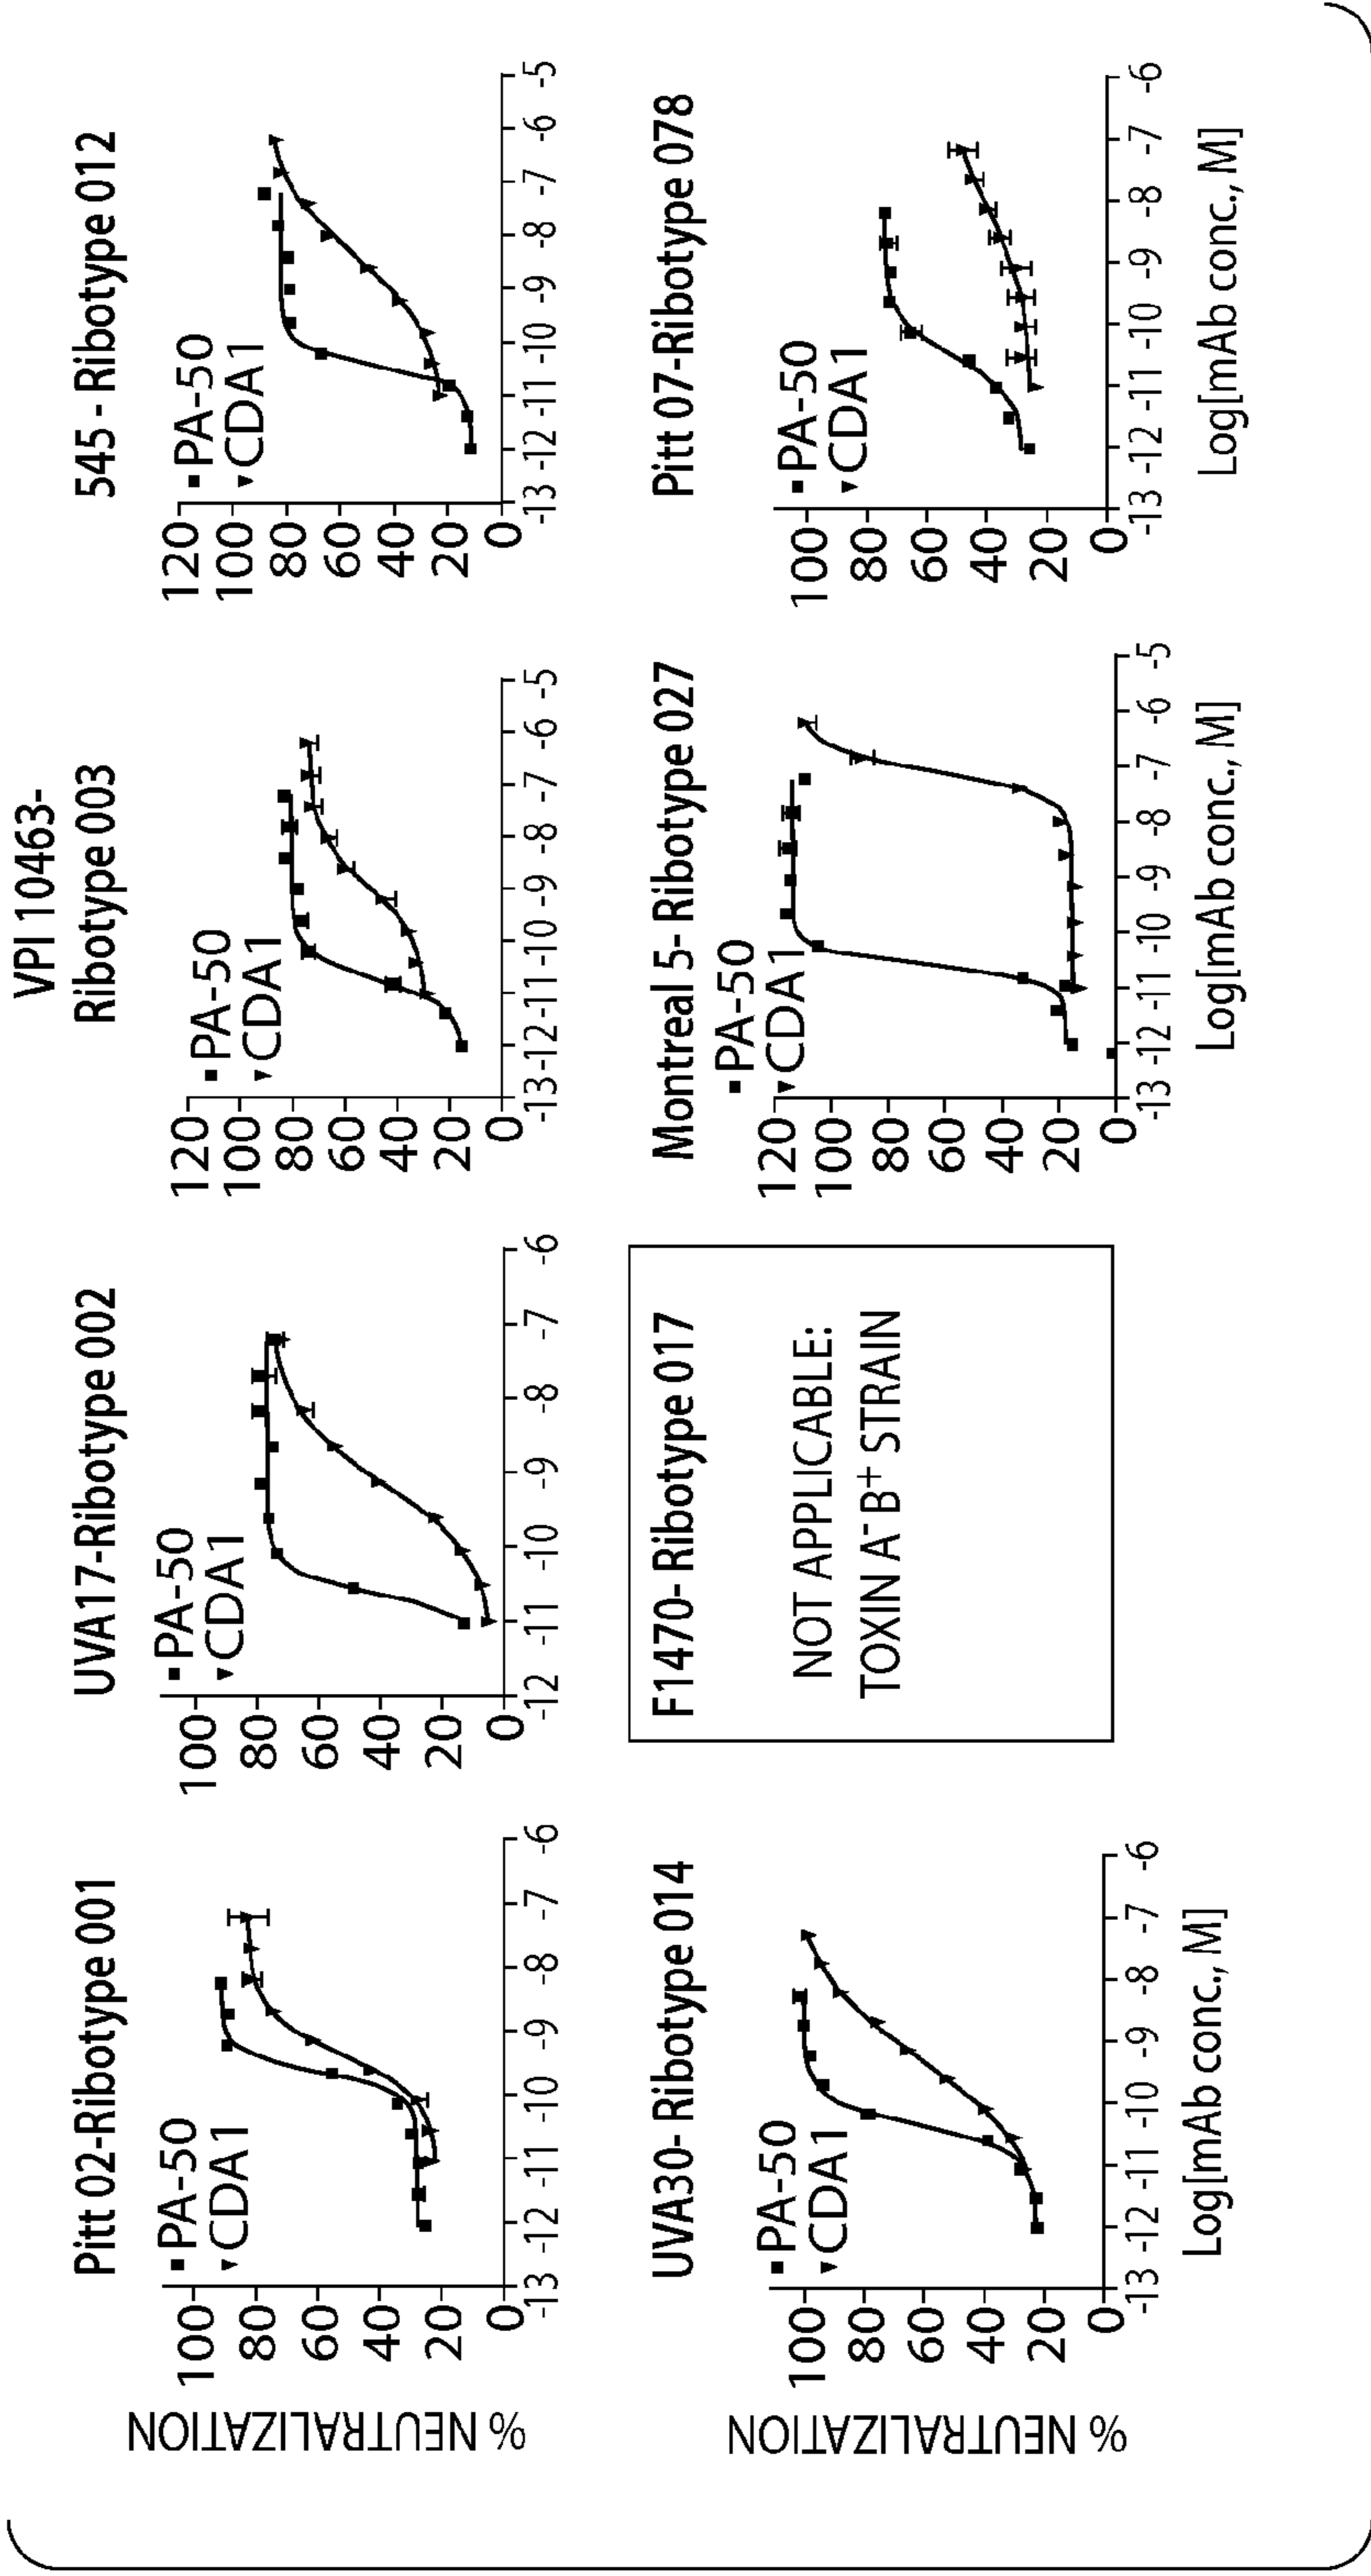 Pitt 02-Ribotype 001
PA-50
CDA1
% NEUTRALIZATION
100
80
60
40
20
0
-13 -12 -11 -10 -9 -8 -7 -6
UVA17-Ribotype 002
PA-50
CDA1
100
80
60
40
20
0
-12 -11 -10 -9 -8 -7 -6
VPI 10463-
Ribotype 003
PA-50
CDA1
120
100
80
60
40
20
0
-13 -12 -11 -10 -9 -8 -7 -6 -5
545 - Ribotype 012
PA-50
CDA1
120
100
80
60
40
20
0
-13 -12 -11 -10 -9 -8 -7 -6 -5
UVA30- Ribotype 014
PA-50
CDA1
% NEUTRALIZATION
100
80
60
40
20
0
-13 -12 -11 -10 -9 -8 -7 -6
Log[mAb conc., M]
F1470- Ribotype 017
NOT APPLICABLE:
TOXIN A⁻B⁺ STRAIN
Montreal 5- Ribotype 027
PA-50
CDA1
120
100
80
60
40
20
0
-13 -12 -11 -10 -9 -8 -7 -6 -5
Log[mAb conc., M]
Pitt 07-Ribotype 078
PA-50
CDA1
100
80
60
40
20
0
-13 -12 -11 -10 -9 -8 -7 -6
Log[mAb conc., M]